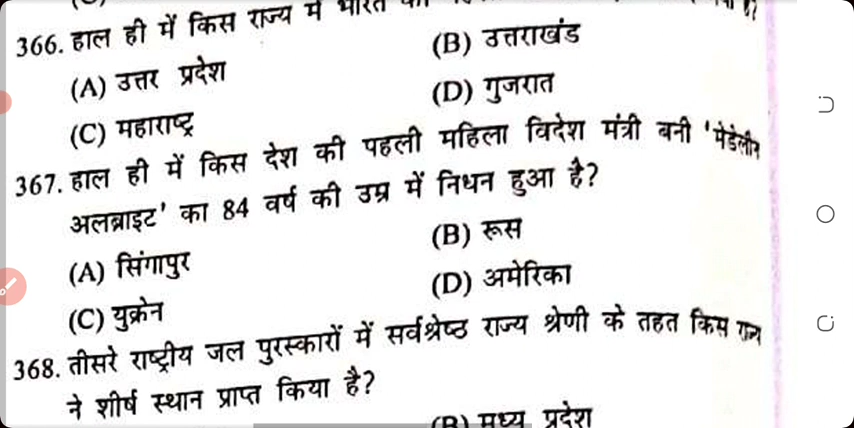 366. हाल ही में किस राज्य में भारत
(A) उत्तर प्रदेश
(B) उत्तराखंड
(C) महाराष्ट्र
(D) गुजरात
367. हाल ही में किस देश की पहली महिला विदेश मंत्री बनी 'मेडेलीन
अलब्राइट' का 84 वर्ष की उम्र में निधन हुआ है?
(A) सिंगापुर
(B) रूस
(C) युक्रेन
(D) अमेरिका
368. तीसरे राष्ट्रीय जल पुरस्कारों में सर्वश्रेष्ठ राज्य श्रेणी के तहत किस राज्य
ने शीर्ष स्थान प्राप्त किया है?
(B) मध्य प्रदेश